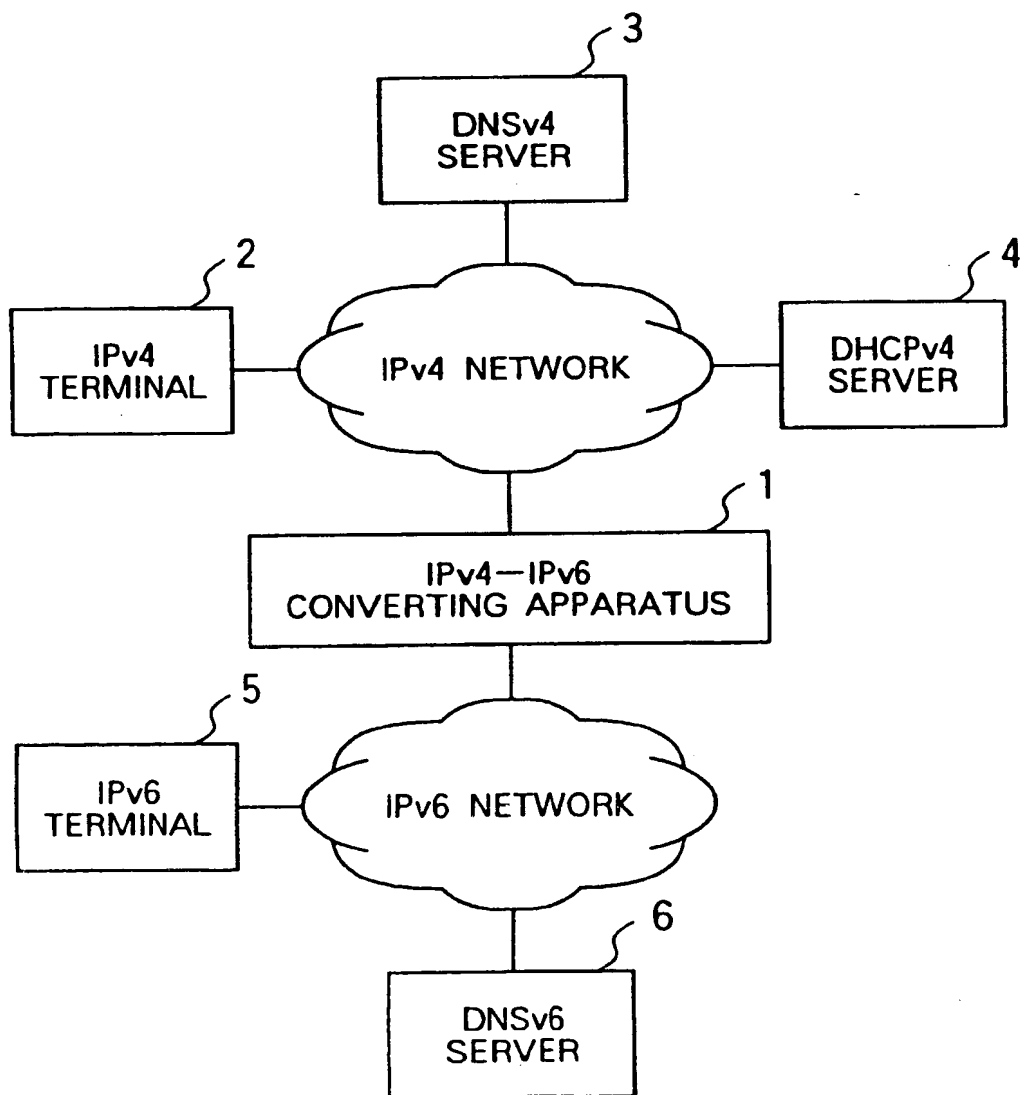 3
DNSv4
SERVER
2
4
IPv4
TERMINAL
IPv4 NETWORK
DHCPv4
SERVER
1
IPv4—IPv6
CONVERTING APPARATUS
5
IPv6
TERMINAL
IPv6 NETWORK
6
DNSv6
SERVER